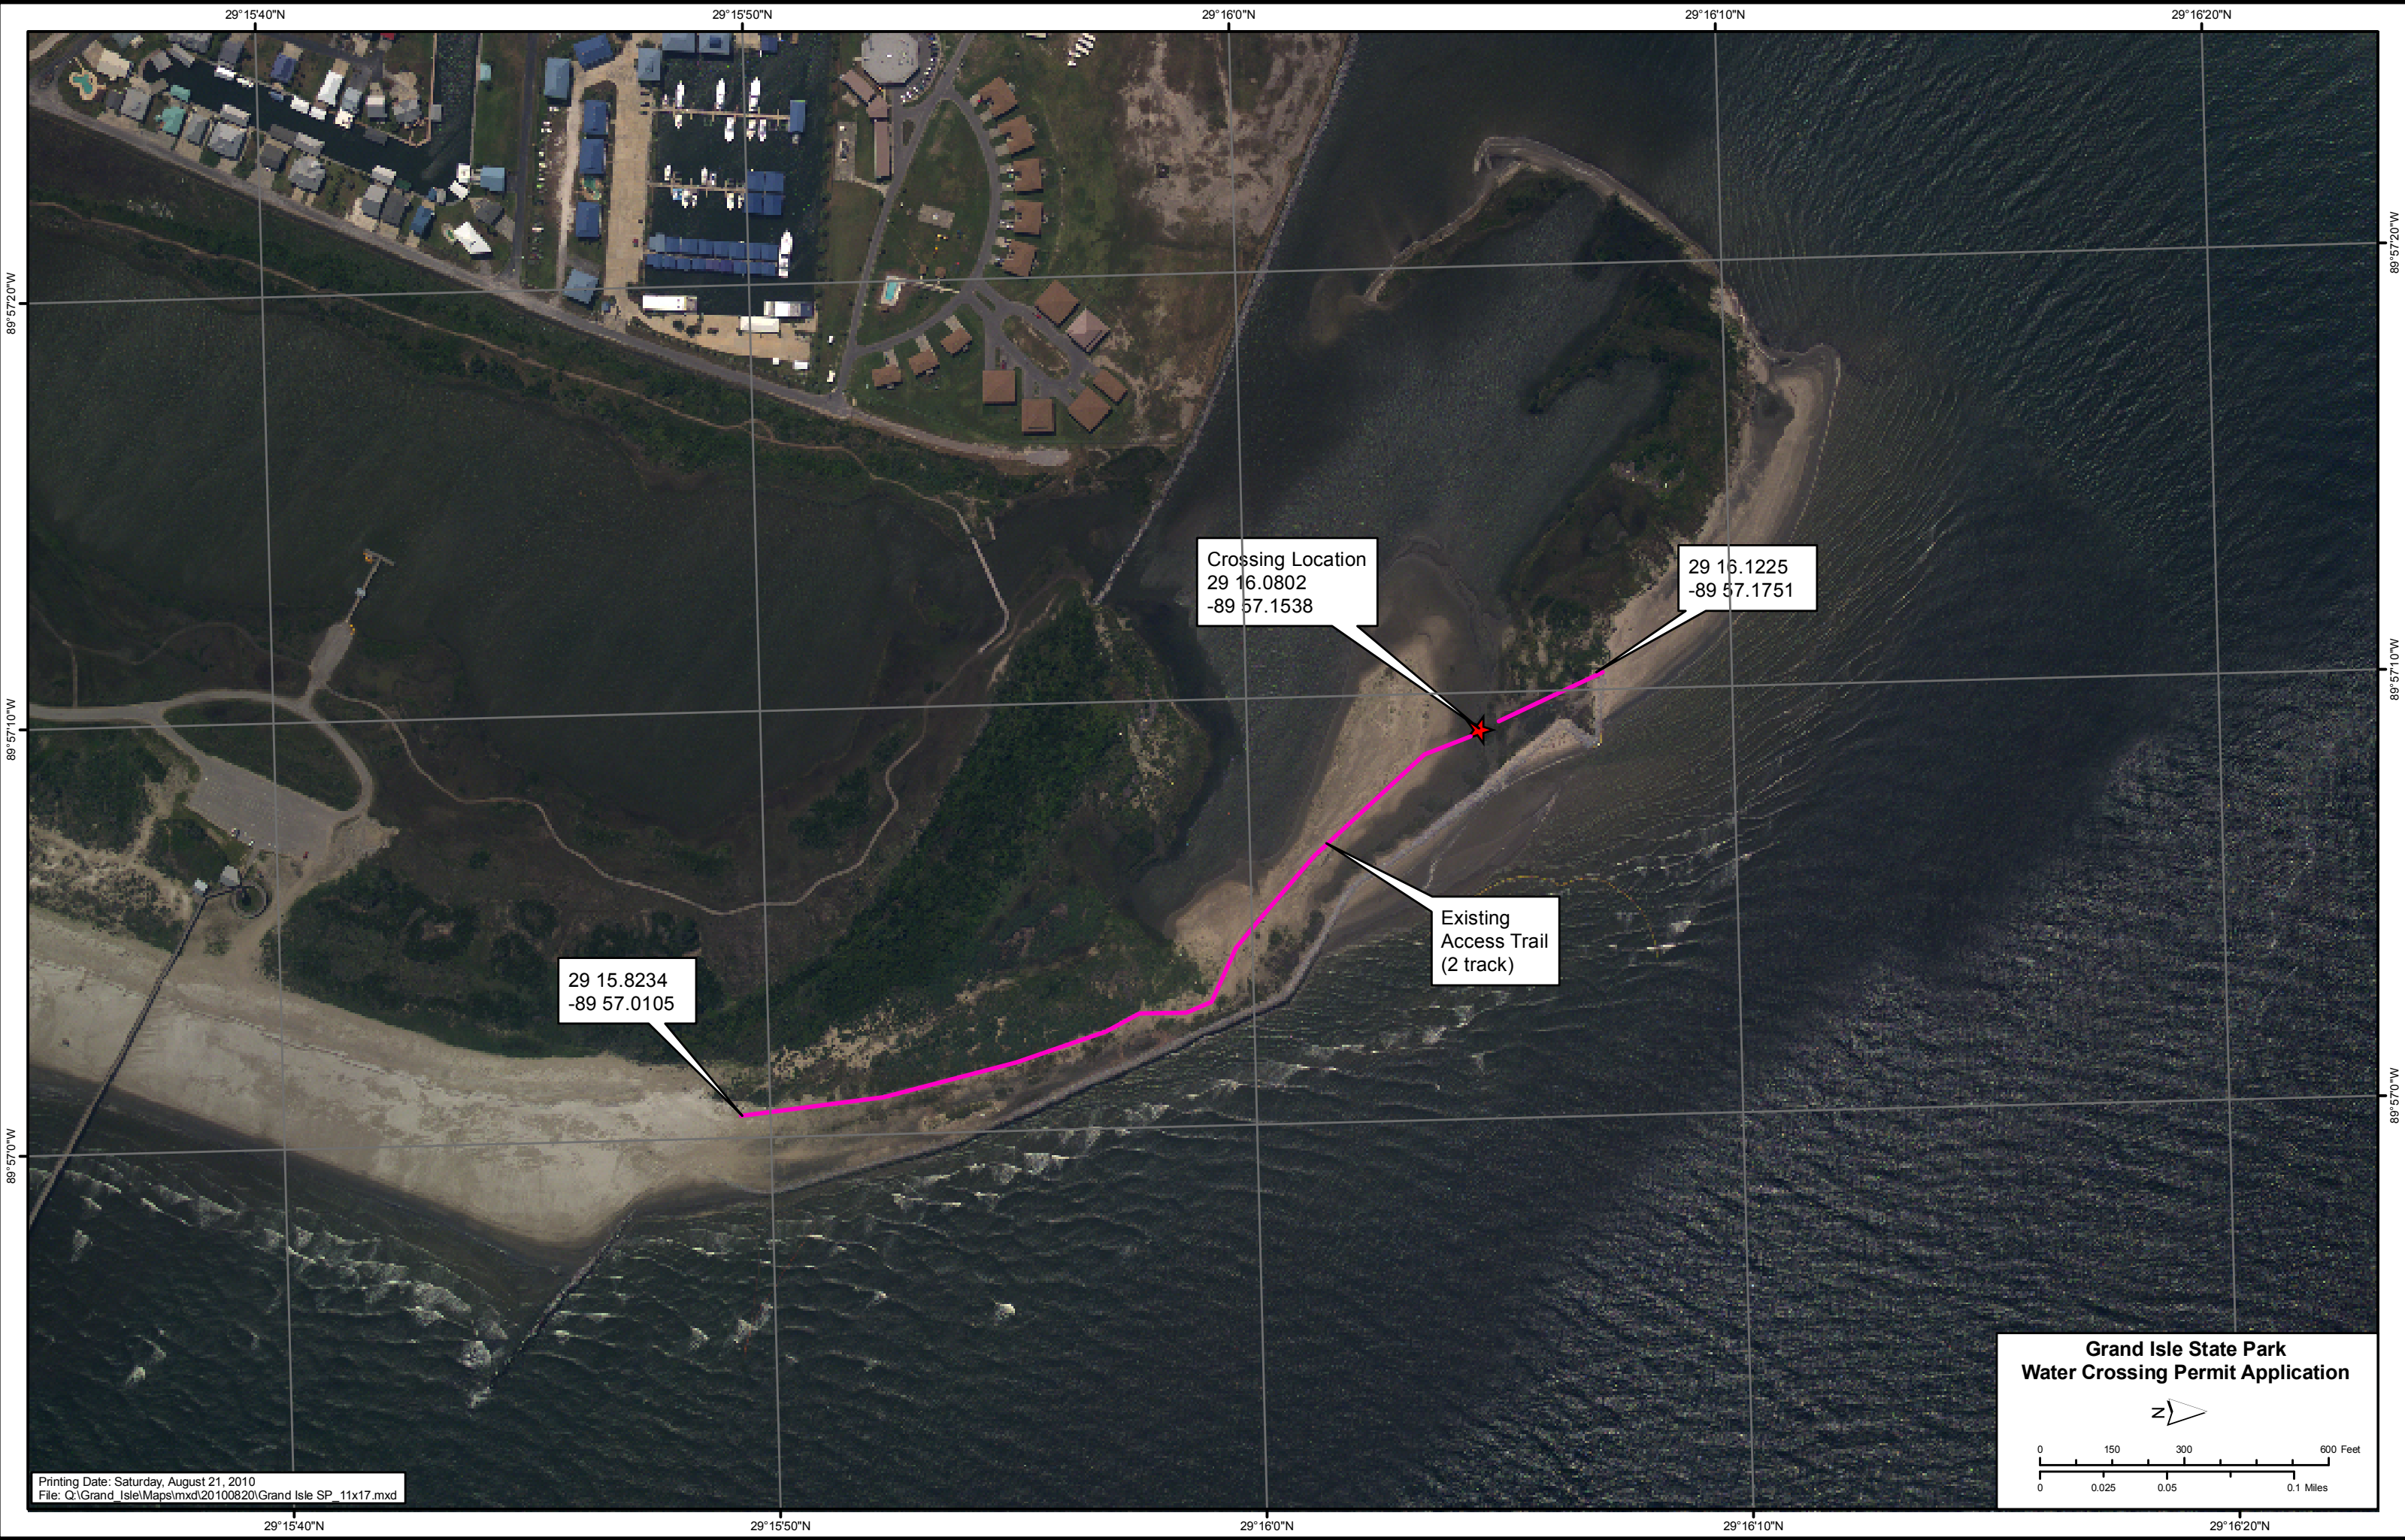 29°15'40"N
29°15'50"N
29°16'0"N
29°16'10"N
29°16'20"N
89°57'20"W
89°57'20"W
Crossing Location
29 16.0802
-89 57.1538
29 16.1225
-89 57.1751
89°57'10"W
89°57'10"W
Existing
Access Trail
(2 track)
29 15.8234
-89 57.0105
89°57'0"W
89°57'0"W
Grand Isle State Park
Water Crossing Permit Application
N
0 150 300 600 Feet
0 0.025 0.05 0.1 Miles
Printing Date: Saturday, August 21, 2010
File: Q:\Grand_Isle\Maps\mxd\20100820\Grand Isle SP_11x17.mxd
29°15'40"N
29°15'50"N
29°16'0"N
29°16'10"N
29°16'20"N